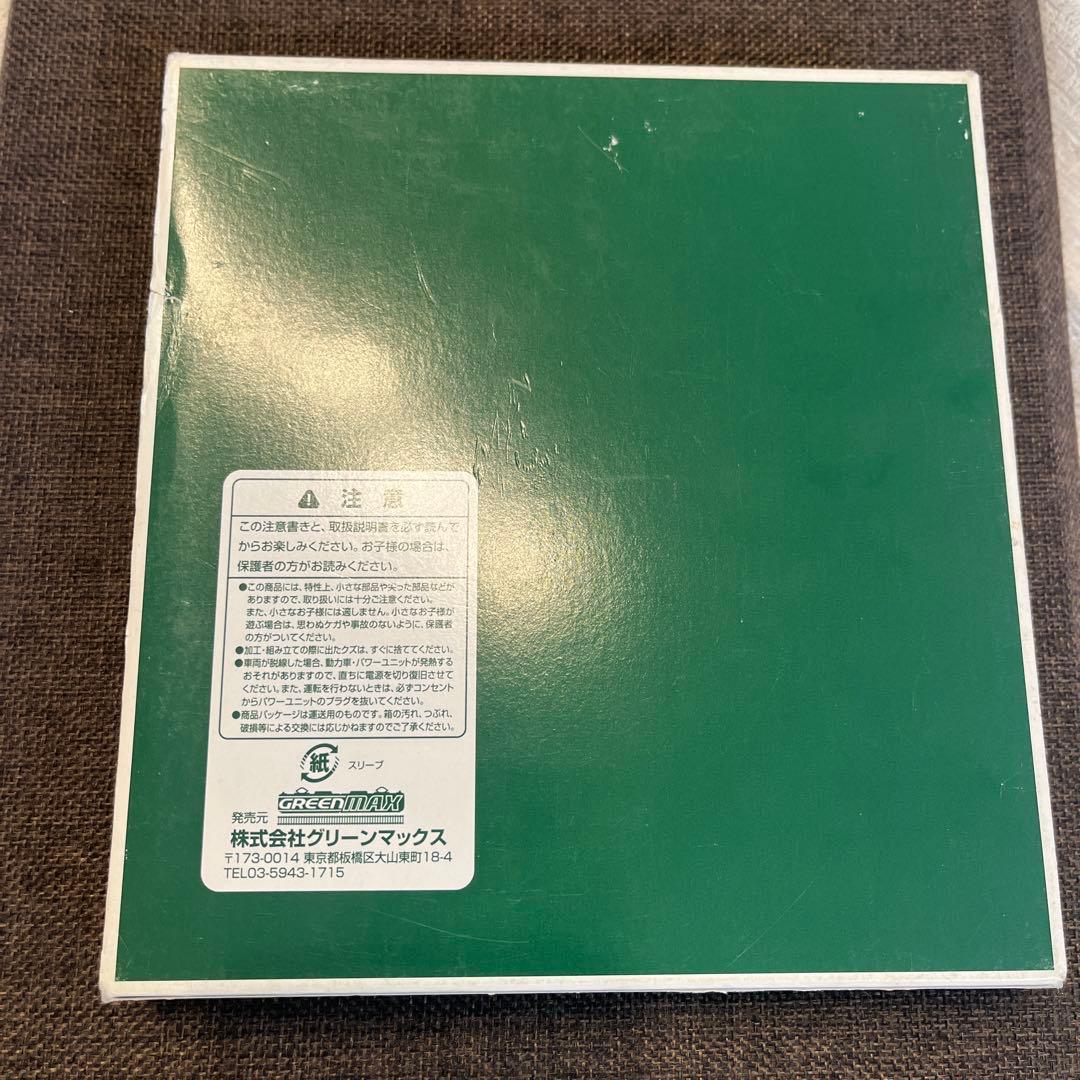 注意
この注意書きと、取扱説明書を必ず読んで
からお楽しみください。お子様の場合は、
保護者の方がお読みください。
●この商品には、特性上、小さな部品や尖った部品などが
ありますので、取り扱いには十分ご注意ください。
また、小さなお子様には適しません。小さなお子様が
遊ぶ場合は、思わぬケガや事故のないように、保護者
の方がついてください。
●加工・組み立ての際に出たクズは、すぐに捨ててください。
●車両が脱線した場合、動力車・パワーユニットが発熱する
おそれがありますので、直ちに電源を切り復旧させて
ください。また、運転を行わないときは、必ずコンセント
からパワーユニットのプラグを抜いてください。
●商品パッケージは運送用のものです。箱の汚れ、つぶれ、
破損等による交換には応じかねますのでご了承ください。
紙 スリーブ
発売元 GREENMAX
株式会社グリーンマックス
〒173-0014 東京都板橋区大山東町18-4
TEL03-5943-1715